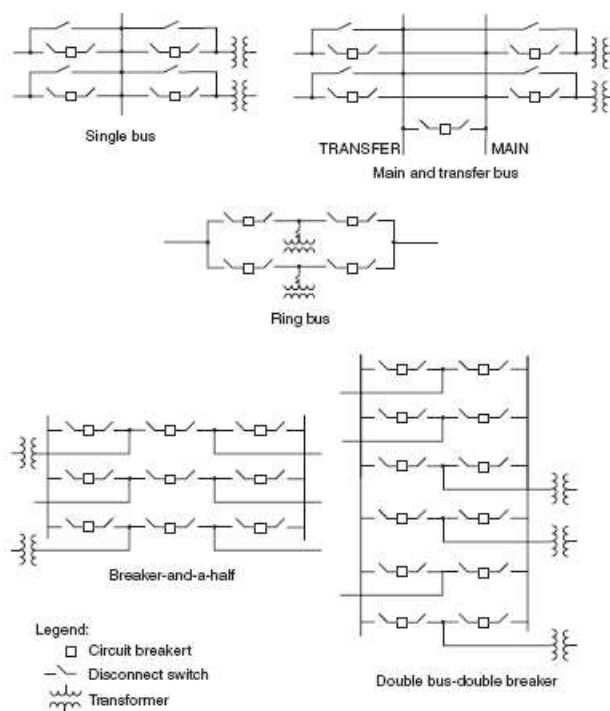 Single bus
TRANSFER
MAIN
Main and transfer bus
Ring bus
Breaker-and-a-half
Double bus-double breaker
Legend:
Circuit breakert
Disconnect switch
Transformer